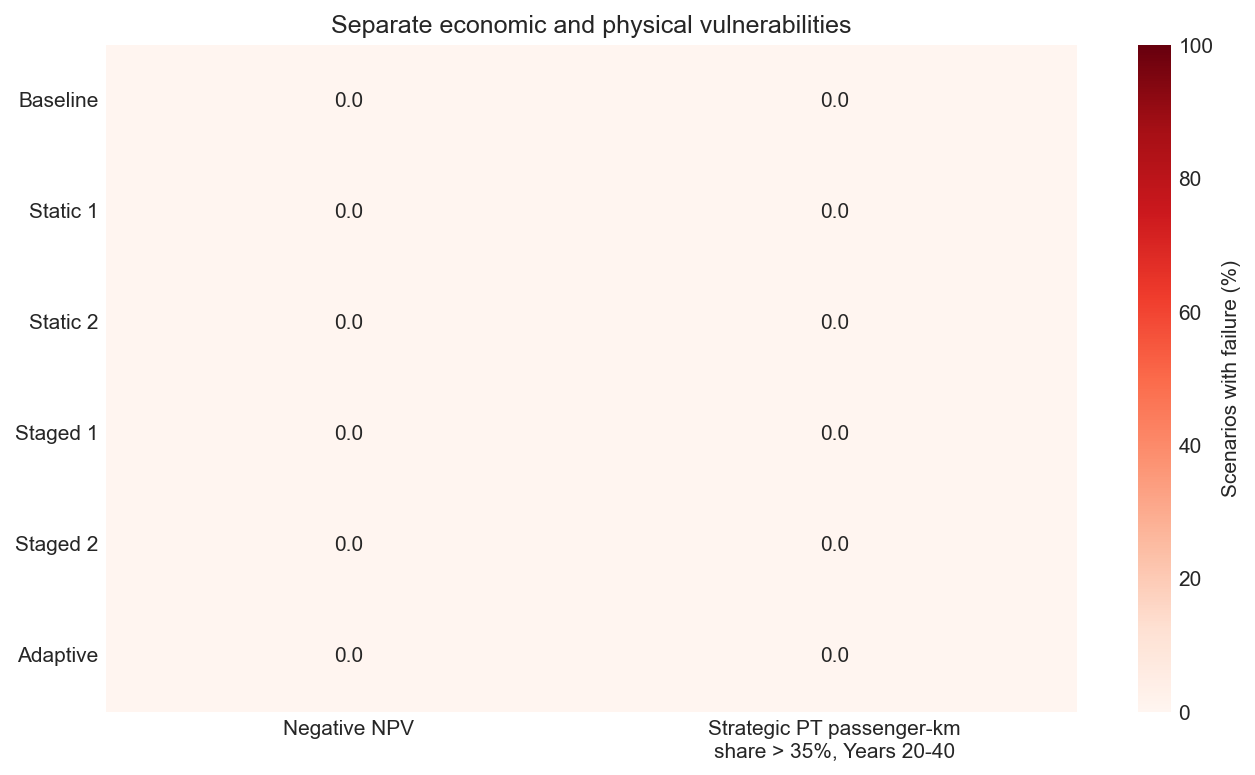 Separate economic and physical vulnerabilities
Baseline 0.0 0.0
Static 1 0.0 0.0
Static 2 0.0 0.0
Staged 1 0.0 0.0
Staged 2 0.0 0.0
Adaptive 0.0 0.0
Negative NPV
Strategic PT passenger-km
share > 35%, Years 20-40
100
80
60
40
20
0
Scenarios with failure (%)